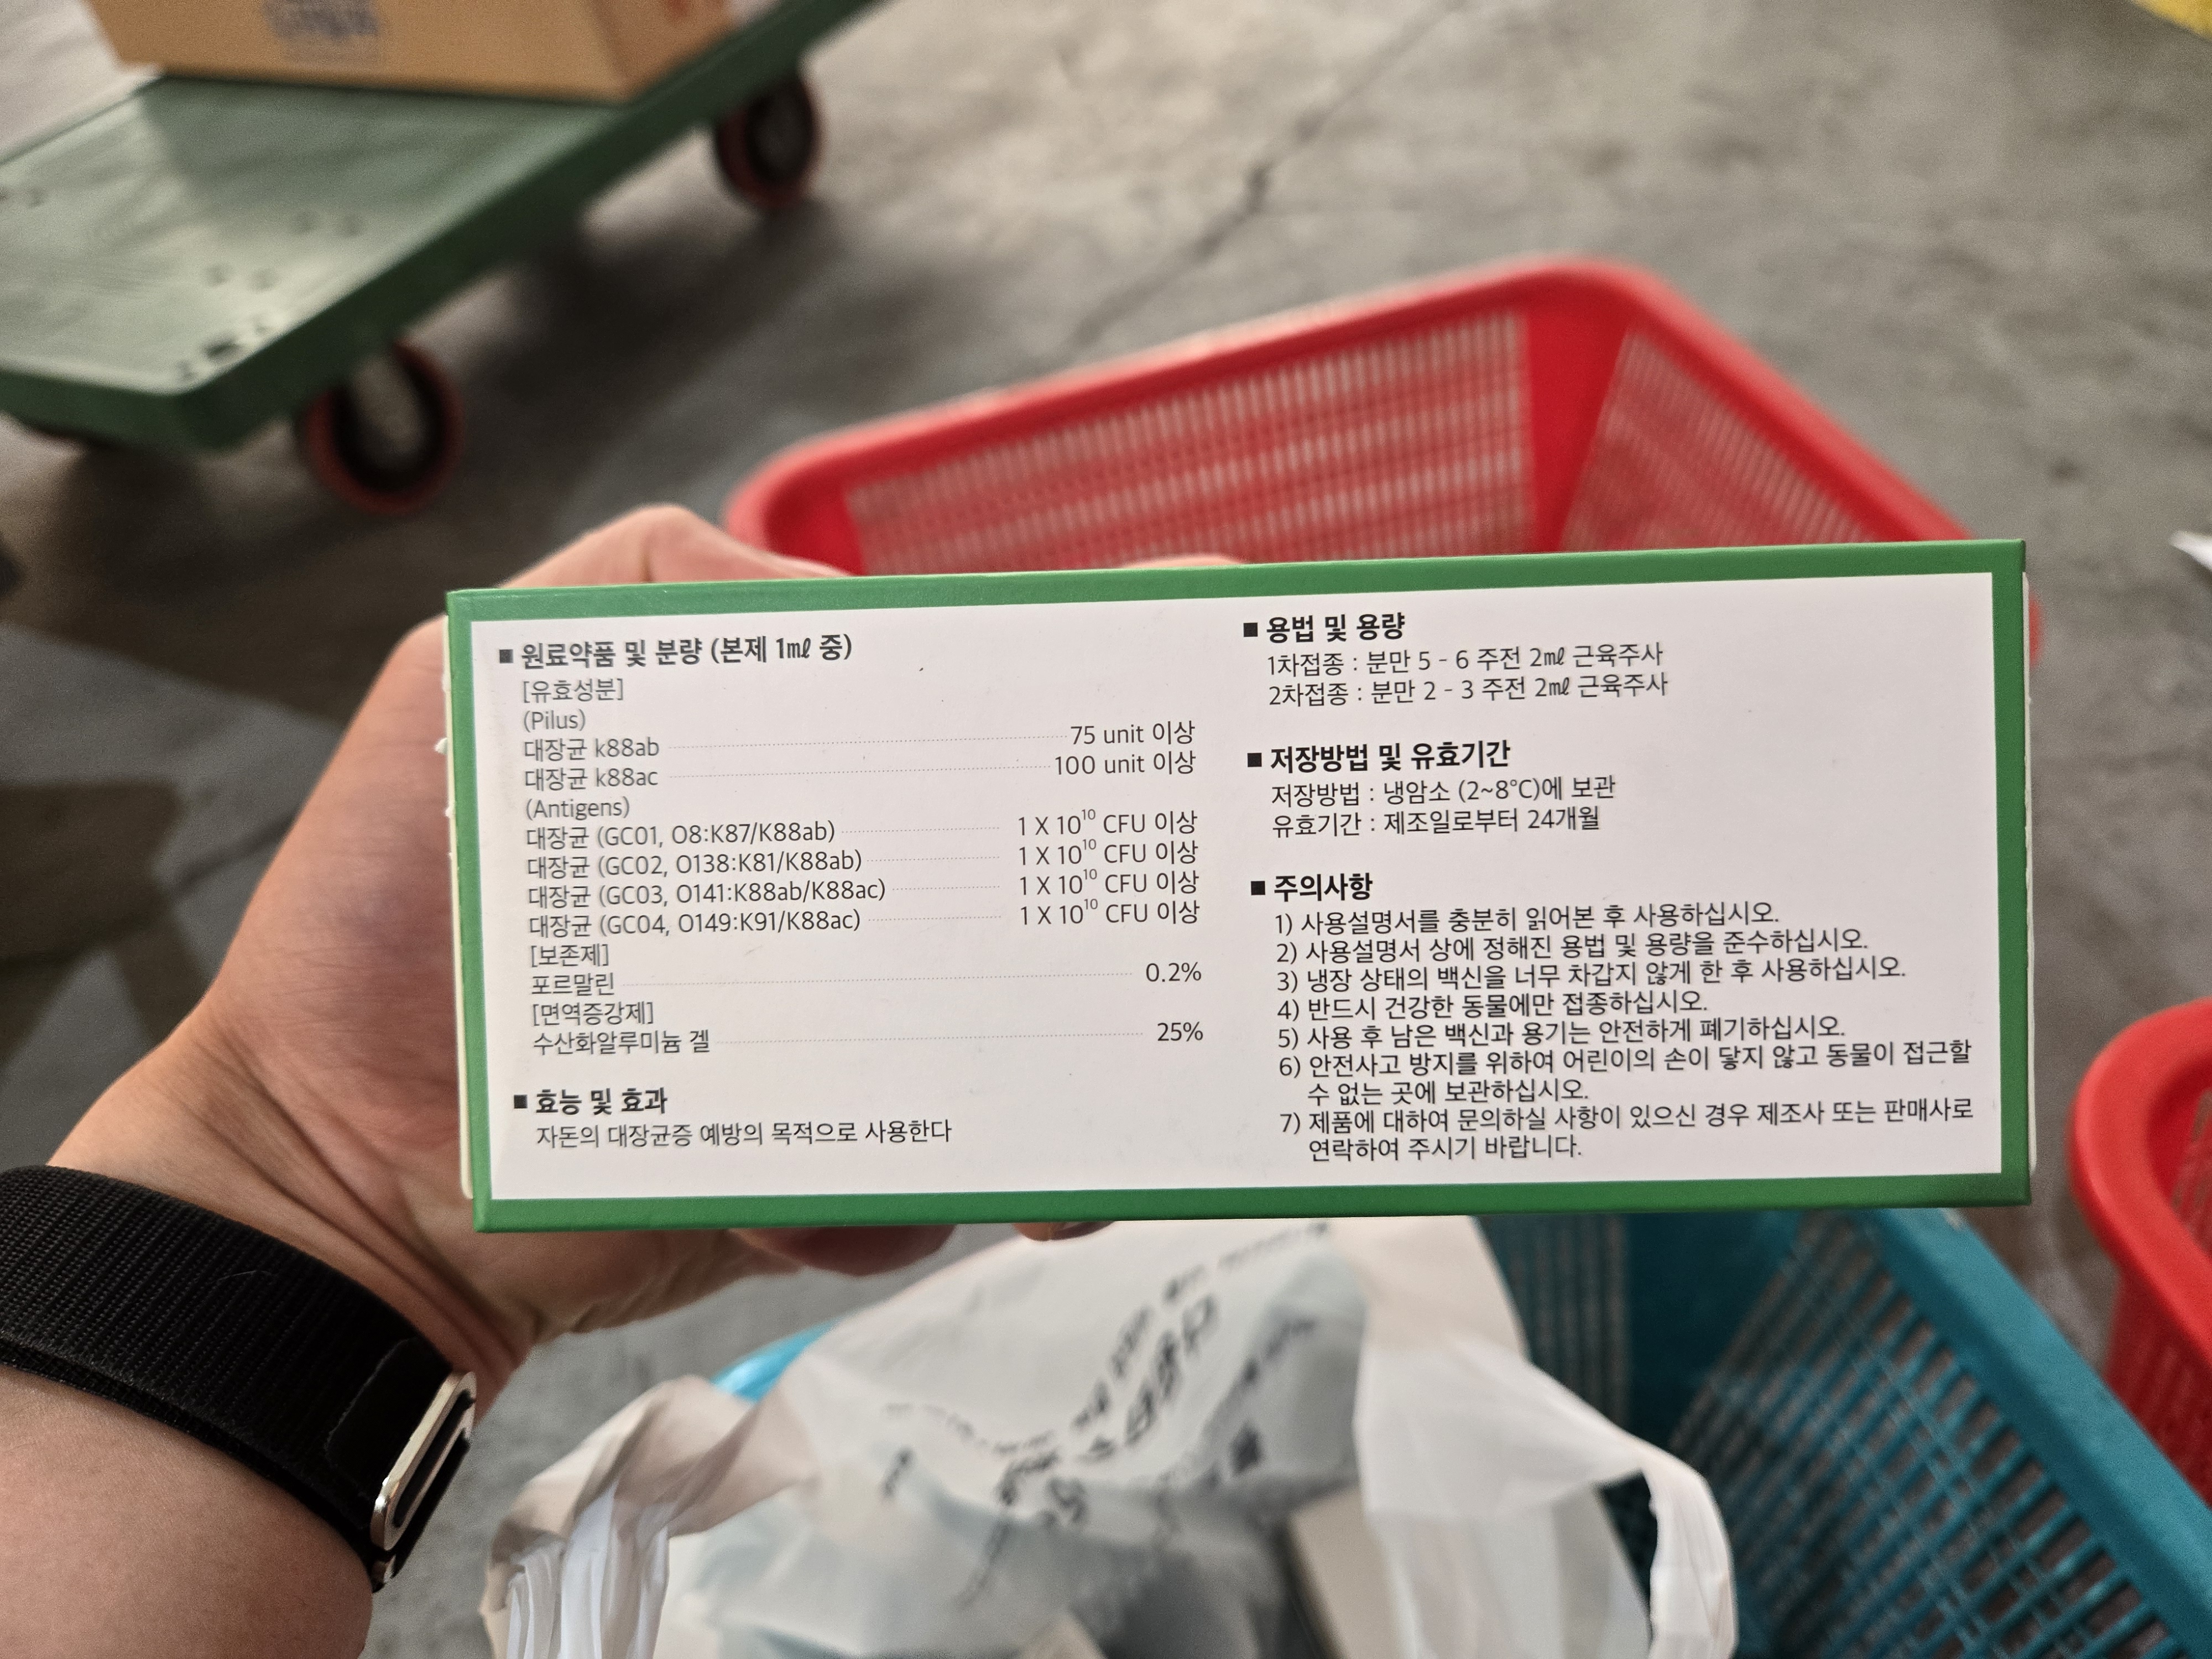 ■ 원료약품 및 분량 (본제 1㎖ 중)
[유효성분]
(Pilus)
대장균 k88ab 75 unit 이상
대장균 k88ac 100 unit 이상
(Antigens)
대장균 (GC01, O8:K87/K88ab) 1 X 10¹⁰ CFU 이상
대장균 (GC02, O138:K81/K88ab) 1 X 10¹⁰ CFU 이상
대장균 (GC03, O141:K88ab/K88ac) 1 X 10¹⁰ CFU 이상
대장균 (GC04, O149:K91/K88ac) 1 X 10¹⁰ CFU 이상
[보존제]
포르말린 0.2%
[면역증강제]
수산화알루미늄 겔 25%
■ 효능 및 효과
자돈의 대장균증 예방의 목적으로 사용한다
■ 용법 및 용량
1차접종 : 분만 5 - 6 주전 2㎖ 근육주사
2차접종 : 분만 2 - 3 주전 2㎖ 근육주사
■ 저장방법 및 유효기간
저장방법 : 냉암소 (2~8℃)에 보관
유효기간 : 제조일로부터 24개월
■ 주의사항
1) 사용설명서를 충분히 읽어본 후 사용하십시오.
2) 사용설명서 상에 정해진 용법 및 용량을 준수하십시오.
3) 냉장 상태의 백신을 너무 차갑지 않게 한 후 사용하십시오.
4) 반드시 건강한 동물에만 접종하십시오.
5) 사용 후 남은 백신과 용기는 안전하게 폐기하십시오.
6) 안전사고 방지를 위하여 어린이의 손이 닿지 않고 동물이 접근할
수 없는 곳에 보관하십시오.
7) 제품에 대하여 문의하실 사항이 있으신 경우 제조사 또는 판매사로
연락하여 주시기 바랍니다.